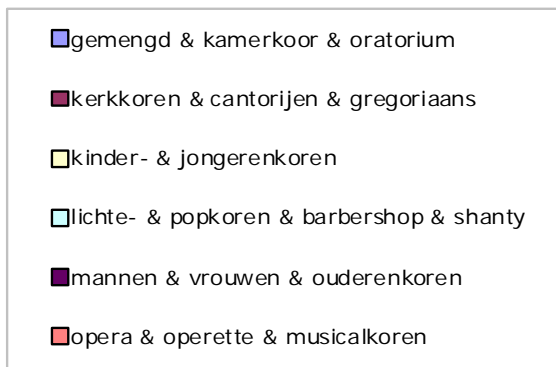 gemengd & kamerkoor & oratorium
kerkkoren & cantorijen & gregoriaans
kinder- & jongerenkoren
lichte- & popkoren & barbershop & shanty
mannen & vrouwen & ouderenkoren
opera & operette & musicalkoren